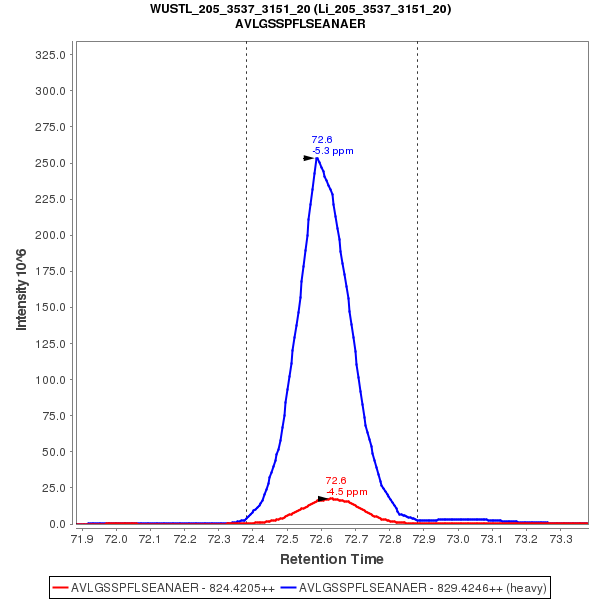 WUSTL_205_3537_3151_20 (Li_205_3537_3151_20)
AVLGSSPFLSEANAER
325.0
300.0
275.0
250.0
225.0
200.0
175.0
150.0
125.0
100.0
75.0
50.0
25.0
0.0
Intensity 10^6
72.6
-5.3 ppm
72.6
-4.5 ppm
71.9 72.0 72.1 72.2 72.3 72.4 72.5 72.6 72.7 72.8 72.9 73.0 73.1 73.2 73.3
Retention Time
AVLGSSPFLSEANAER - 824.4205++ AVLGSSPFLSEANAER - 829.4246++ (heavy)